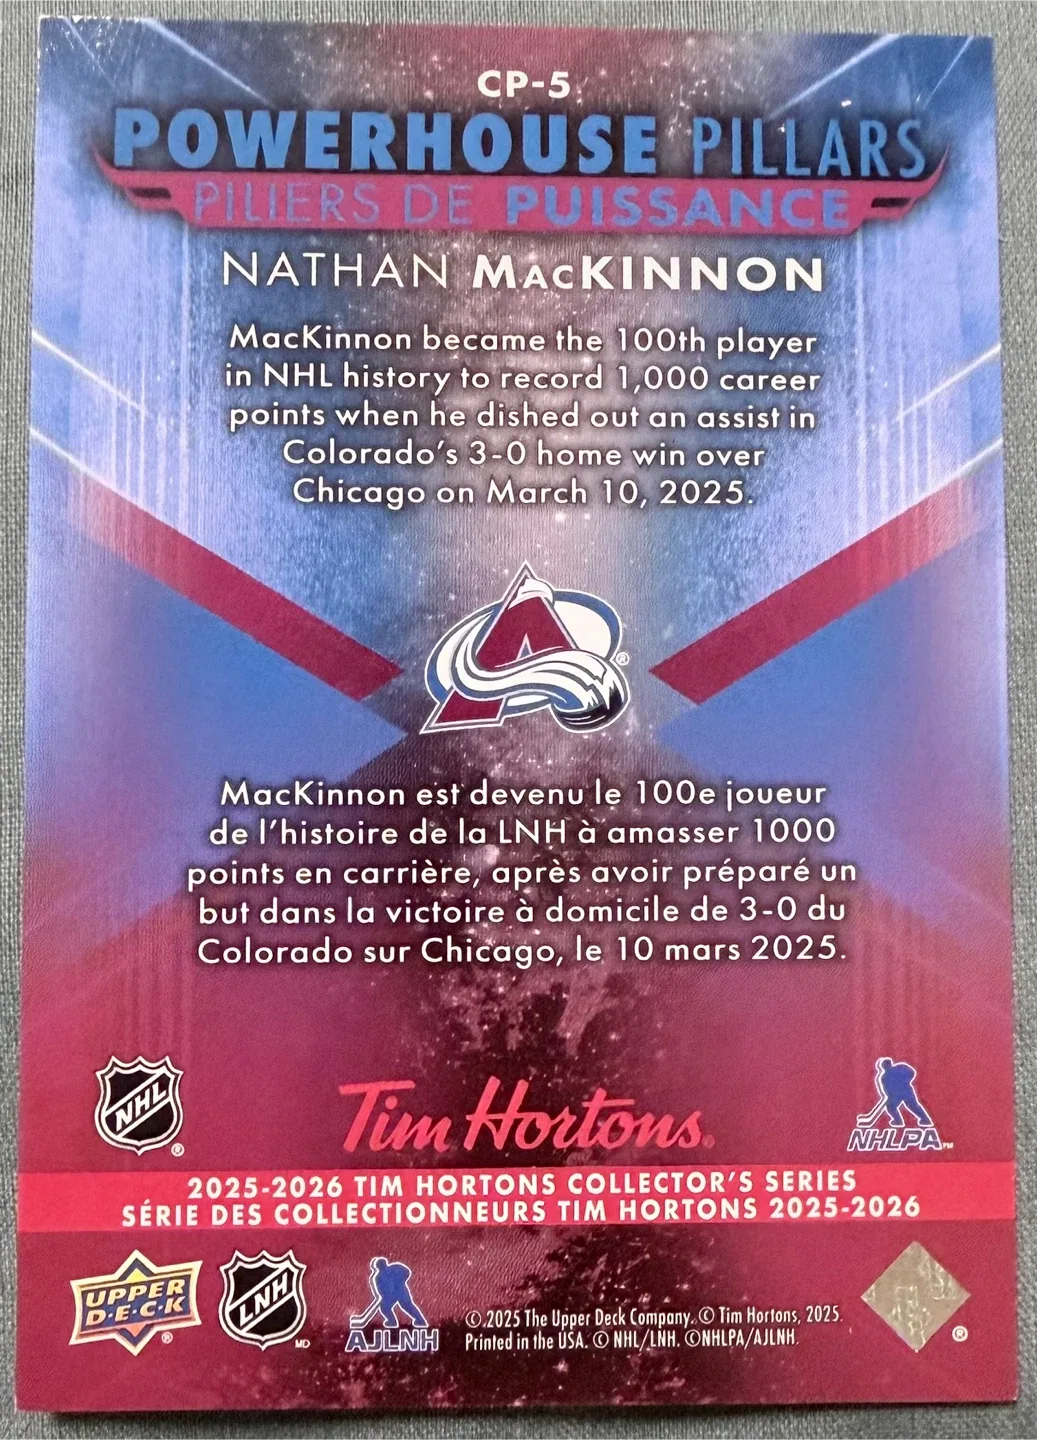 CP-5
POWERHOUSE PILLARS
PILIERS DE PUISSANCE
NATHAN MacKINNON
MacKinnon became the 100th player
in NHL history to record 1,000 career
points when he dished out an assist in
Colorado's 3-0 home win over
Chicago on March 10, 2025.
®
MacKinnon est devenu le 100e joueur
de l'histoire de la LNH à amasser 1000
points en carrière, après avoir préparé un
but dans la victoire à domicile de 3-0 du
Colorado sur Chicago, le 10 mars 2025.
NHL ®
Tim Hortons®
NHLPA™
2025-2026 TIM HORTONS COLLECTOR'S SERIES
SÉRIE DES COLLECTIONNEURS TIM HORTONS 2025-2026
UPPER
D·E·C·K ®
LNH MD
AJLNH
© 2025 The Upper Deck Company. © Tim Hortons, 2025.
Printed in the USA. © NHL/LNH. ©NHLPA/AJLNH.
®